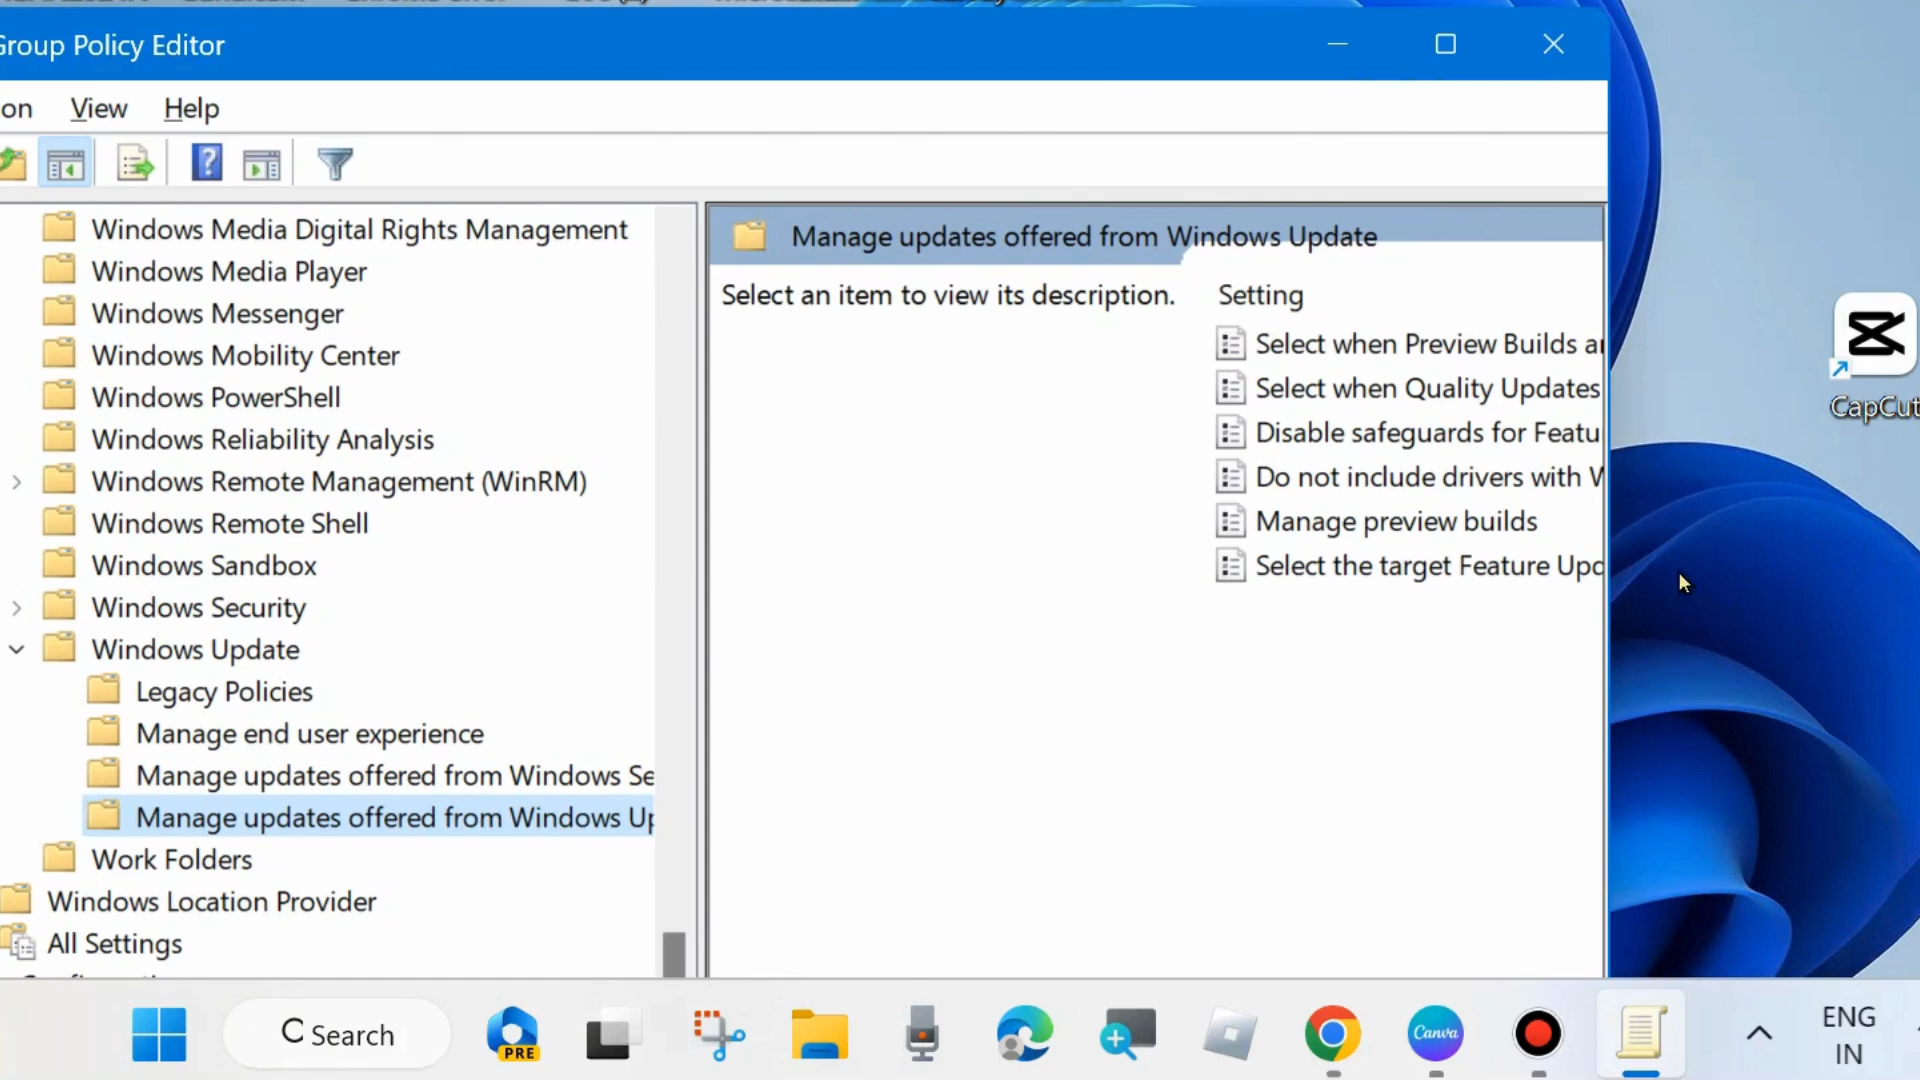 Group Policy Editor
on View Help
Windows Media Digital Rights Management
Windows Media Player
Windows Messenger
Windows Mobility Center
Windows PowerShell
Windows Reliability Analysis
Windows Remote Management (WinRM)
Windows Remote Shell
Windows Sandbox
Windows Security
Windows Update
Legacy Policies
Manage end user experience
Manage updates offered from Windows Se
Manage updates offered from Windows Up
Work Folders
Windows Location Provider
All Settings
Manage updates offered from Windows Update
Select an item to view its description.
Setting
Select when Preview Builds a
Select when Quality Updates
Disable safeguards for Featu
Do not include drivers with W
Manage preview builds
Select the target Feature Upd
CapCut
Search
PRE
Canva
ENG
IN